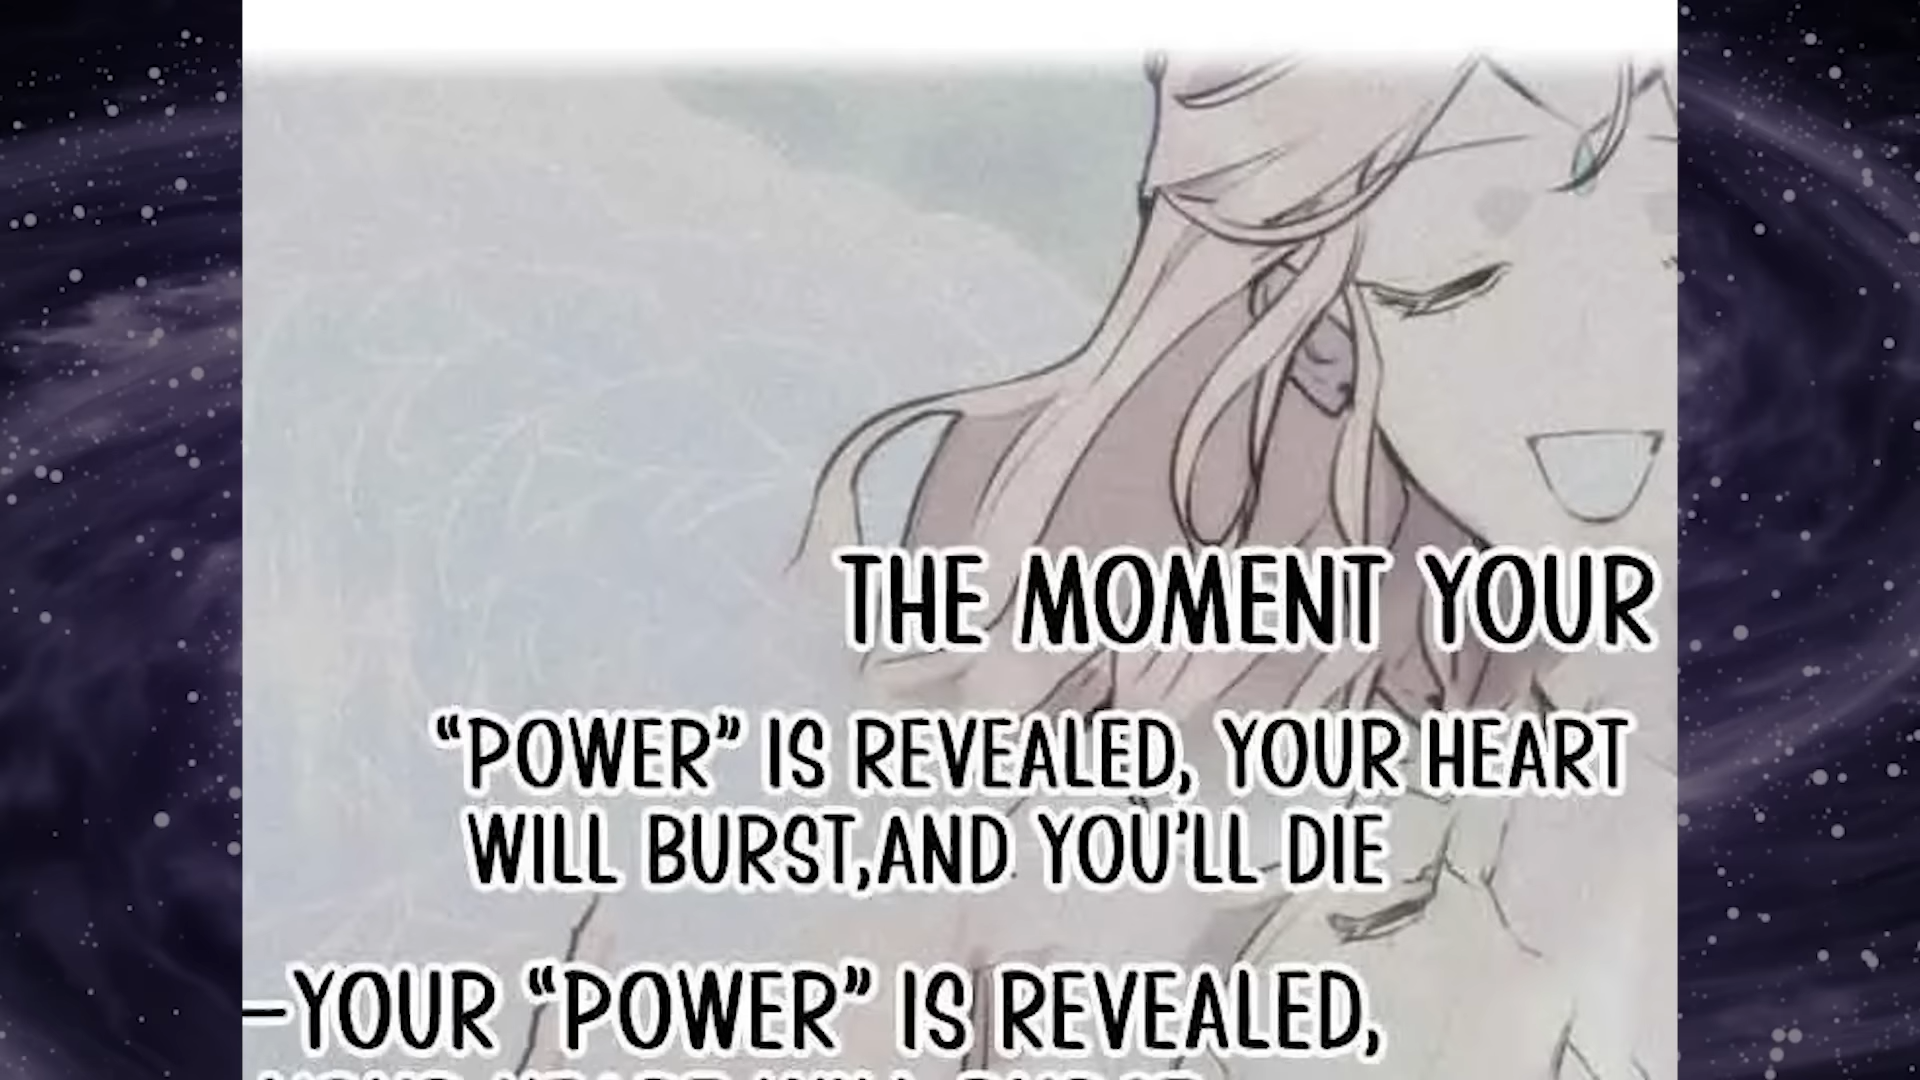 THE MOMENT YOUR
“POWER” IS REVEALED, YOUR HEART
WILL BURST,AND YOU’LL DIE
–YOUR “POWER” IS REVEALED,